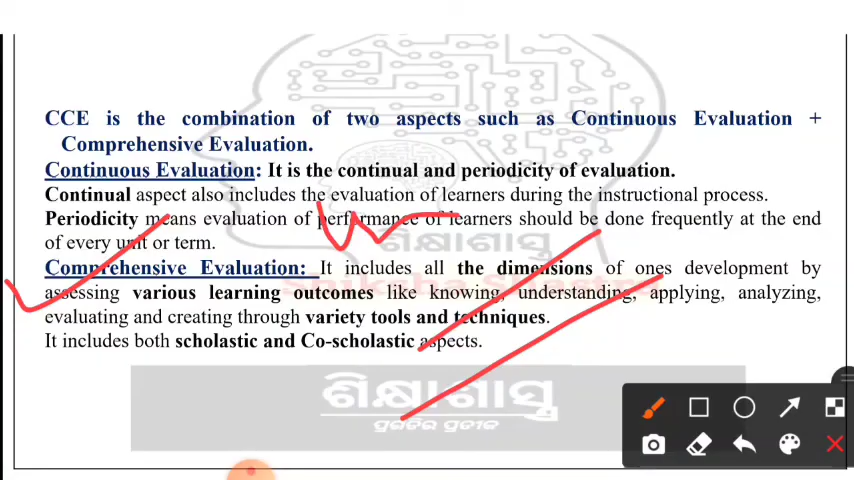 CCE is the combination of two aspects such as Continuous Evaluation +
Comprehensive Evaluation.
Continuous Evaluation: It is the continual and periodicity of evaluation.
Continual aspect also includes the evaluation of learners during the instructional process.
Periodicity means evaluation of performance of learners should be done frequently at the end
of every unit or term.
ଶିକ୍ଷାଶାସ୍ତ୍ର
Comprehensive Evaluation: It includes all the dimensions of ones development by
Shiksha Shastra
assessing various learning outcomes like knowing, understanding, applying, analyzing,
evaluating and creating through variety tools and techniques.
It includes both scholastic and Co-scholastic aspects.
ଶିକ୍ଷାଶାସ୍ତ୍ର
ପ୍ରଗତିର ପ୍ରତୀକ